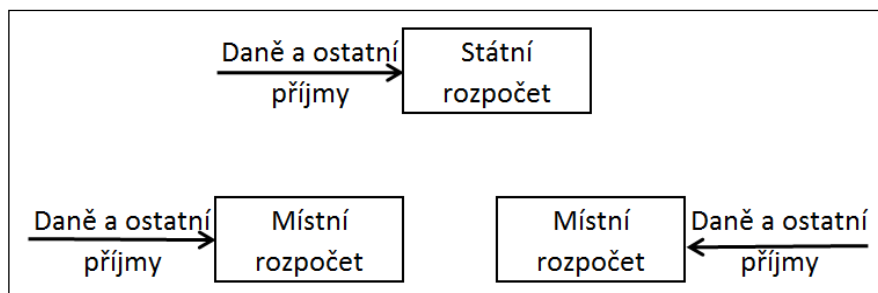 Daně a ostatní
příjmy
Státní
rozpočet
Daně a ostatní
příjmy
Místní
rozpočet
Místní
rozpočet
Daně a ostatní
příjmy